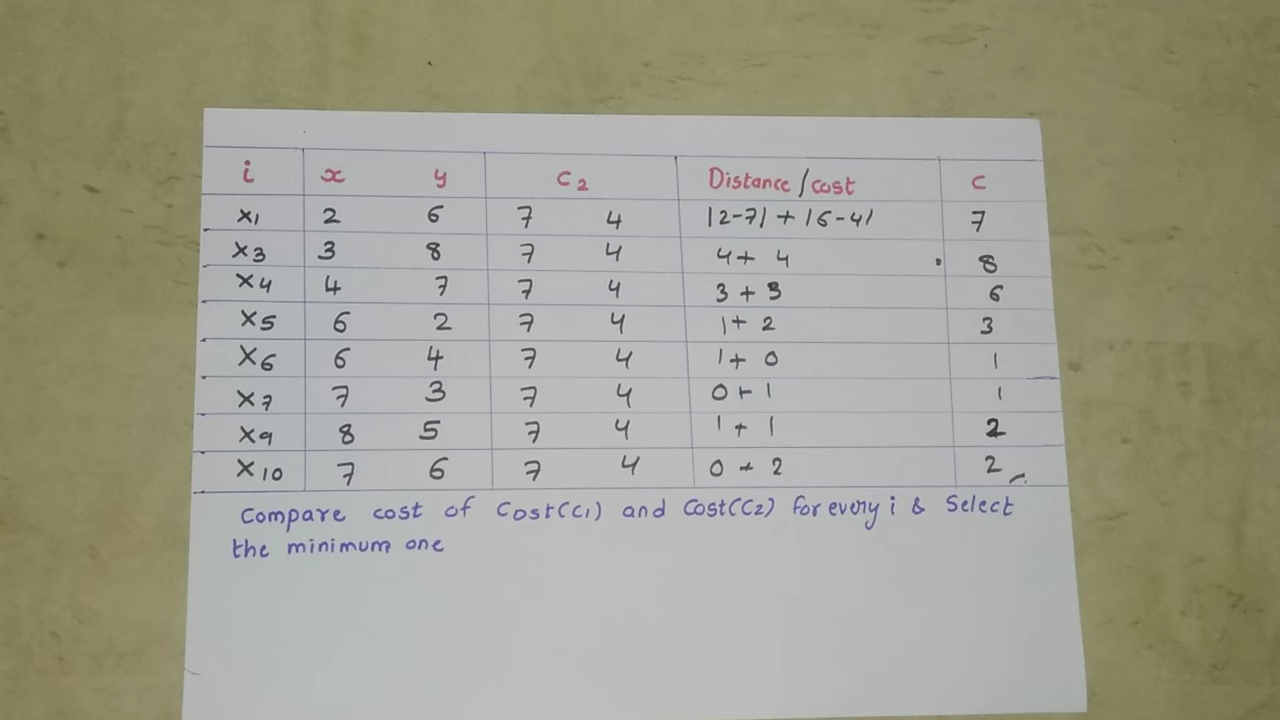 i x y C2 Distance/cost C
X1 2 6 7 4 |2-7| + |6-4| 7
X3 3 8 7 4 4+ 4 8
X4 4 7 7 4 3 + 3 6
X5 6 2 7 4 1+ 2 3
X6 6 4 7 4 1+ 0 1
X7 7 3 7 4 0+1 1
X9 8 5 7 4 1+1 2
X10 7 6 7 4 0+2 2
Compare cost of Cost(C1) and Cost(C2) for every i & Select
the minimum one